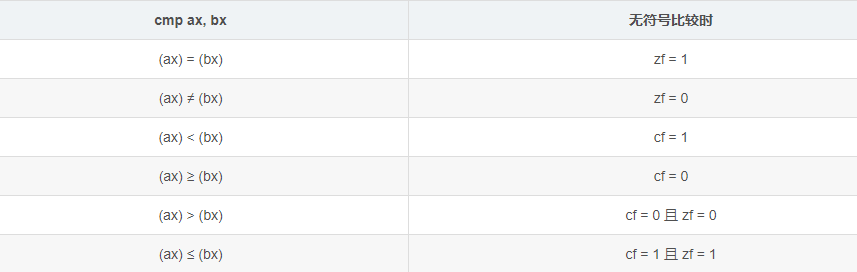 cmp ax, bx 无符号比较时
(ax) = (bx) zf = 1
(ax) ≠ (bx) zf = 0
(ax) < (bx) cf = 1
(ax) ≥ (bx) cf = 0
(ax) > (bx) cf = 0 且 zf = 0
(ax) ≤ (bx) cf = 1 且 zf = 1